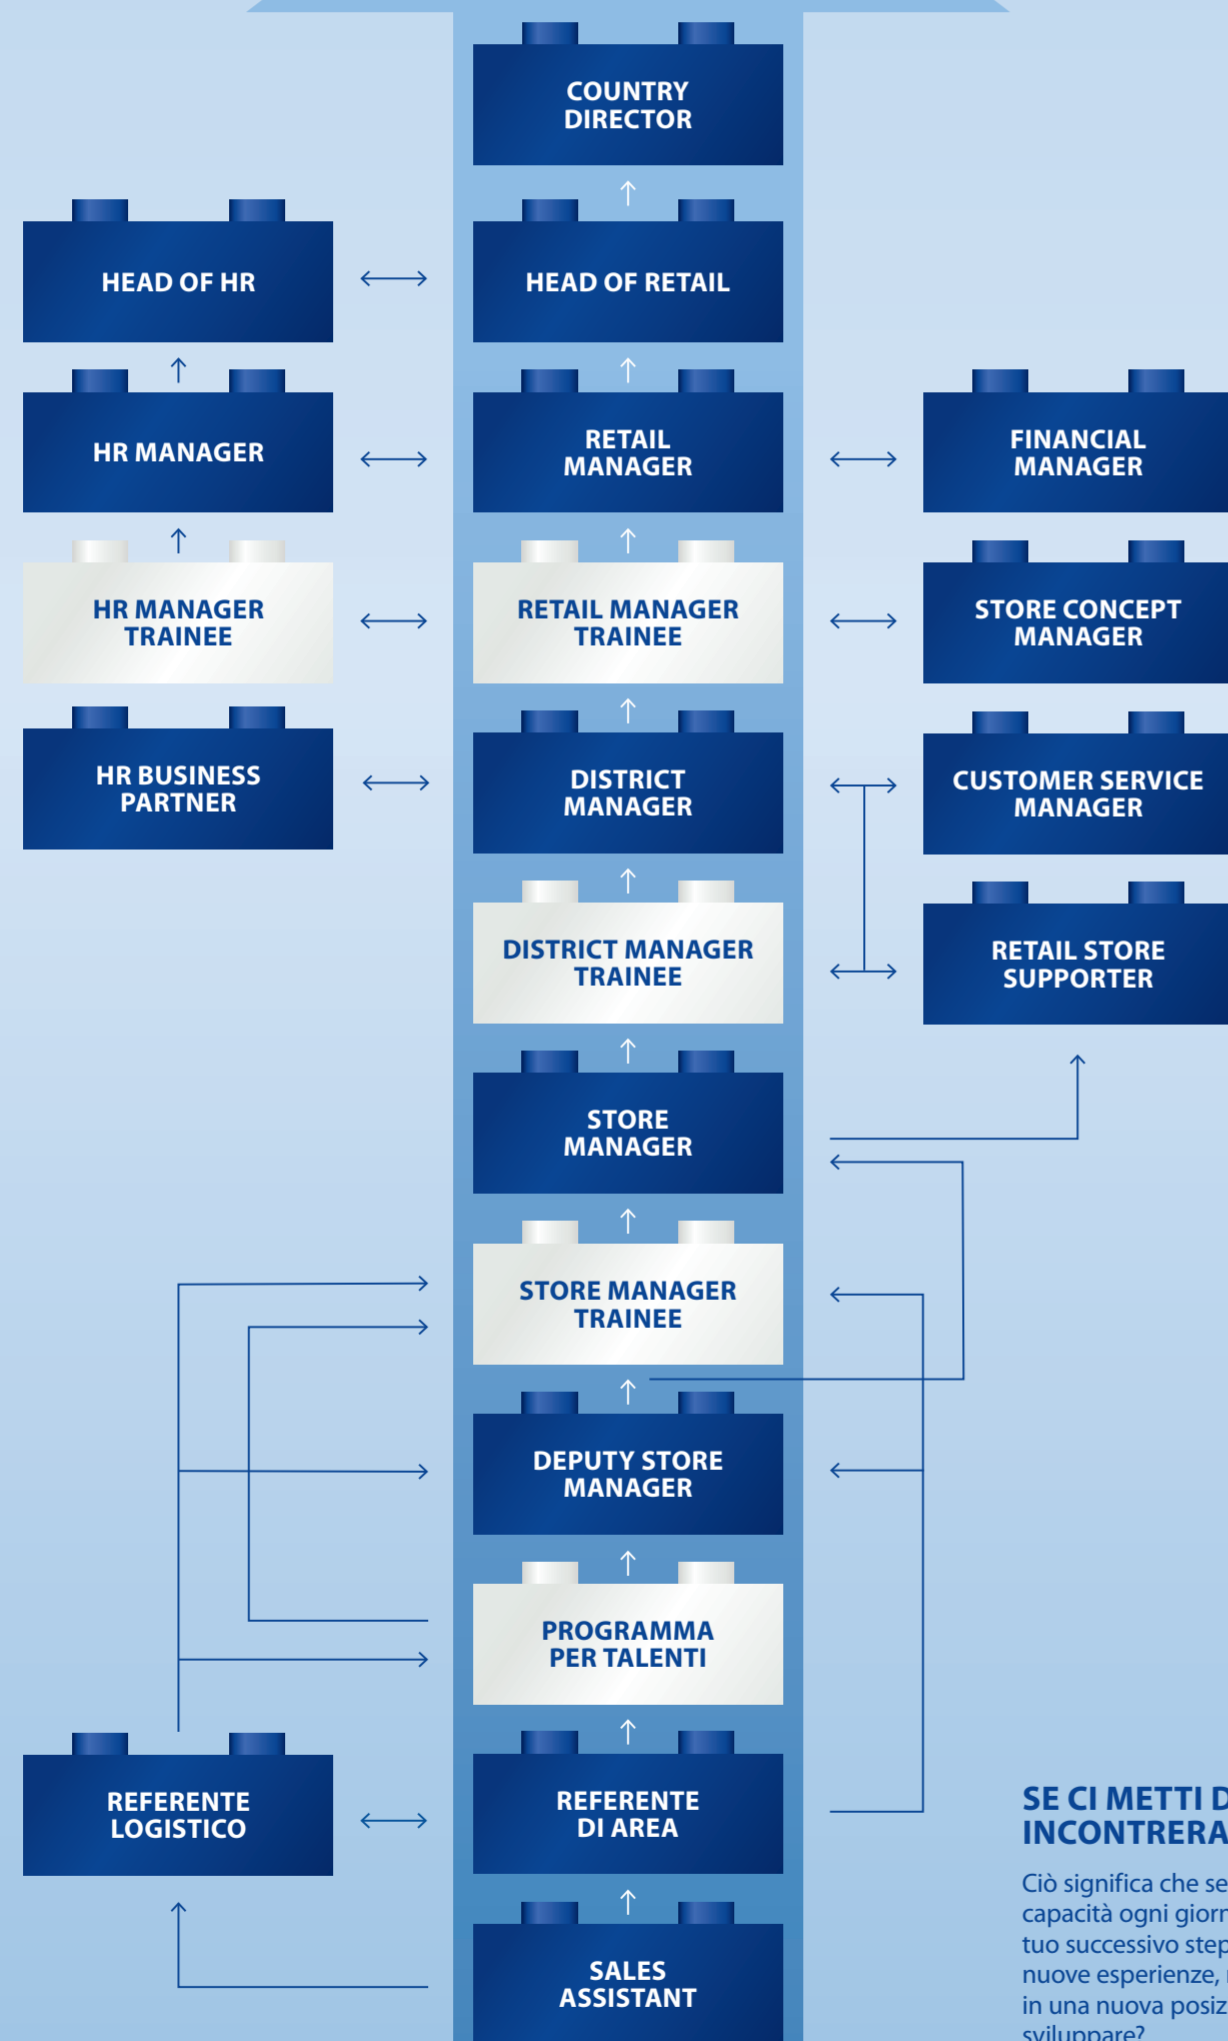 COUNTRY
DIRECTOR
HEAD OF HR
HEAD OF RETAIL
HR MANAGER
RETAIL
MANAGER
FINANCIAL
MANAGER
HR MANAGER
TRAINEE
RETAIL MANAGER
TRAINEE
STORE CONCEPT
MANAGER
HR BUSINESS
PARTNER
DISTRICT
MANAGER
CUSTOMER SERVICE
MANAGER
DISTRICT MANAGER
TRAINEE
RETAIL STORE
SUPPORTER
STORE
MANAGER
STORE MANAGER
TRAINEE
DEPUTY STORE
MANAGER
PROGRAMMA
PER TALENTI
REFERENTE
LOGISTICO
REFERENTE
DI AREA
SALES
ASSISTANT
SE CI METTI
INCONTRERA
Ciò significa che se
capacità ogni giorn
tuo successivo step
nuove esperienze,
in una nuova posiz
sviluppare?